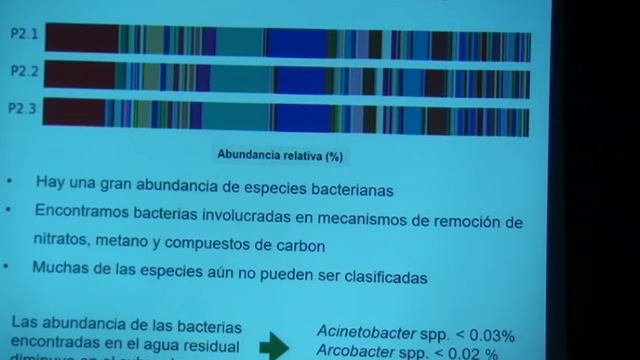 P2.1
P2.2
P2.3
Abundancia relativa (%)
• Hay una gran abundancia de especies bacterianas
• Encontramos bacterias involucradas en mecanismos de remoción de
nitratos, metano y compuestos de carbon
• Muchas de las especies aún no pueden ser clasificadas
Las abundancia de las bacterias
encontradas en el agua residual
Acinetobacter spp. < 0.03%
Arcobacter spp. < 0.02 %